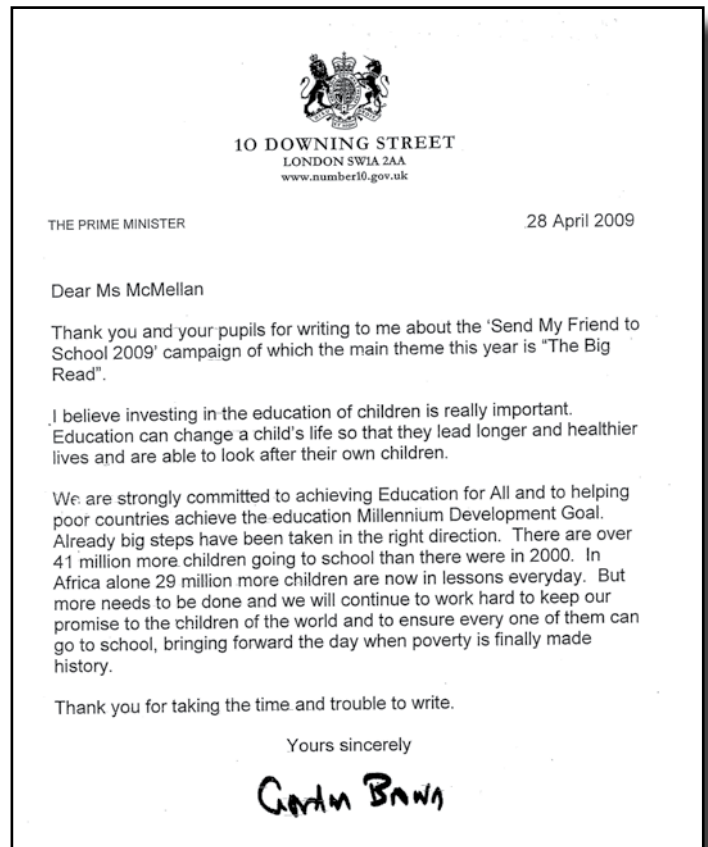 10 DOWNING STREET
LONDON SW1A 2AA
www.number10.gov.uk
THE PRIME MINISTER
28 April 2009
Dear Ms McMellan
Thank you and your pupils for writing to me about the 'Send My Friend to
School 2009' campaign of which the main theme this year is "The Big
Read".
I believe investing in the education of children is really important.
Education can change a child's life so that they lead longer and healthier
lives and are able to look after their own children.
We are strongly committed to achieving Education for All and to helping
poor countries achieve the education Millennium Development Goal.
Already big steps have been taken in the right direction. There are over
41 million more children going to school than there were in 2000. In
Africa alone 29 million more children are now in lessons everyday. But
more needs to be done and we will continue to work hard to keep our
promise to the children of the world and to ensure every one of them can
go to school, bringing forward the day when poverty is finally made
history.
Thank you for taking the time and trouble to write.
Yours sincerely
Gordon Brown